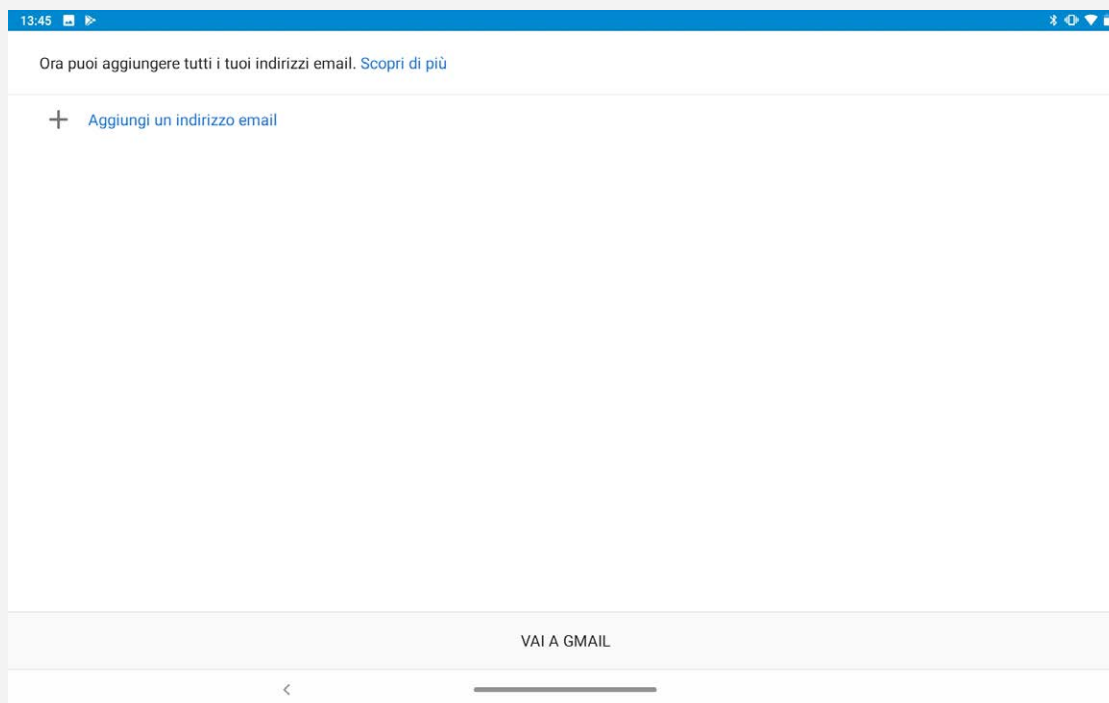 13:45
Ora puoi aggiungere tutti i tuoi indirizzi email. Scopri di più
Aggiungi un indirizzo email
VAI A GMAIL